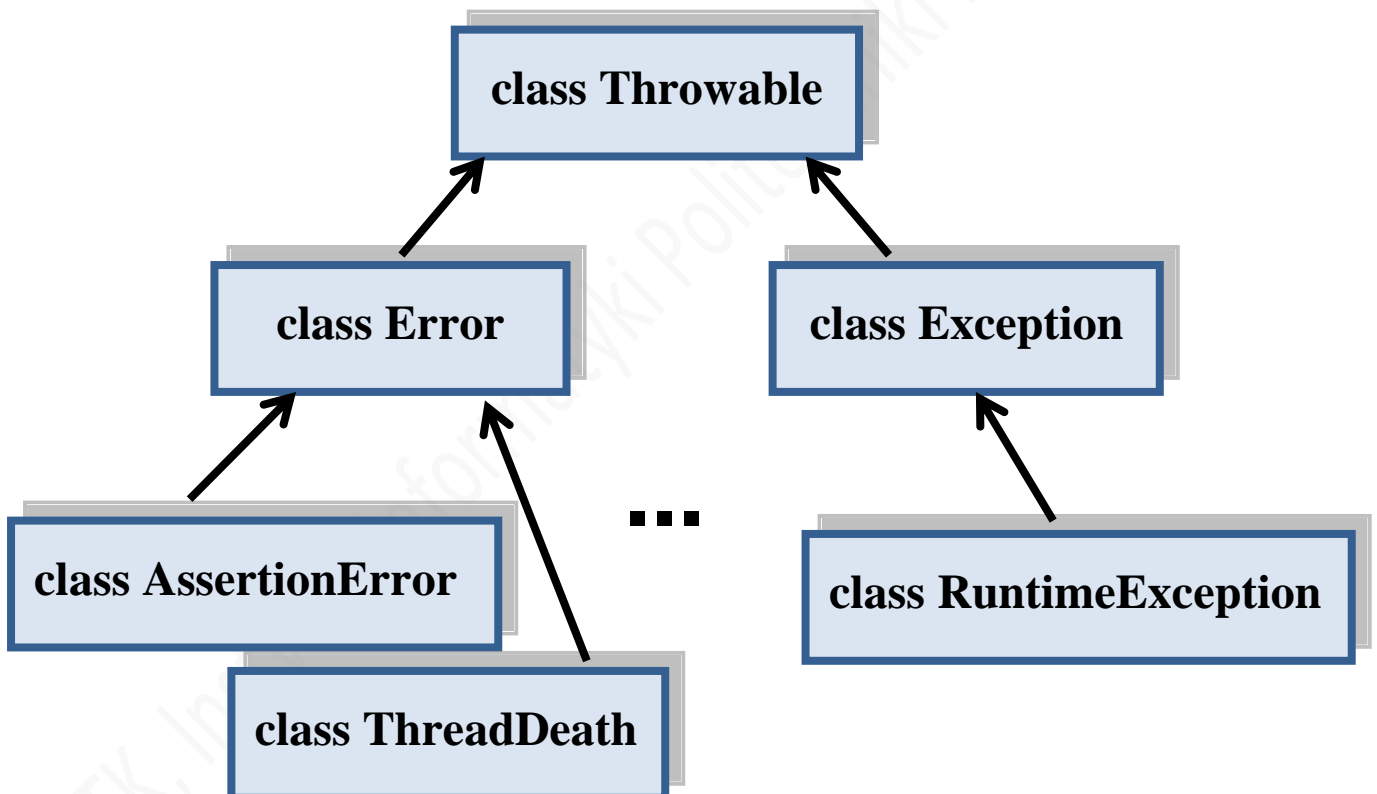 class Throwable
class Error
class Exception
...
class AssertionError
class RuntimeException
class ThreadDeath